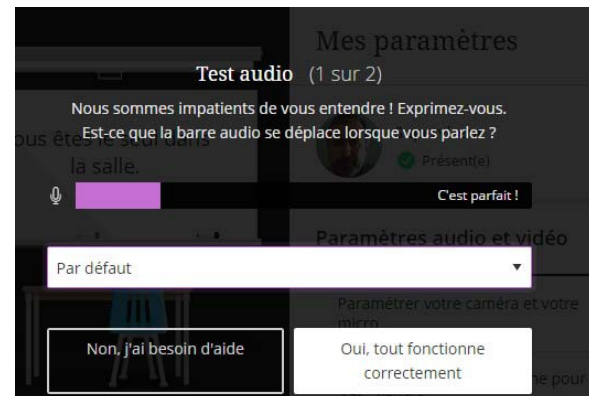 Mes paramètres
Test audio (1 sur 2)
Nous sommes impatients de vous entendre ! Exprimez-vous.
Est-ce que la barre audio se déplace lorsque vous parlez ?
ous êtes le seul dans
la salle.
Présent(e)
C'est parfait !
Paramètres audio et vidéo
Par défaut
Paramétrer votre caméra et votre
micro
Non, j'ai besoin d'aide
Oui, tout fonctionne
correctement
ne pour